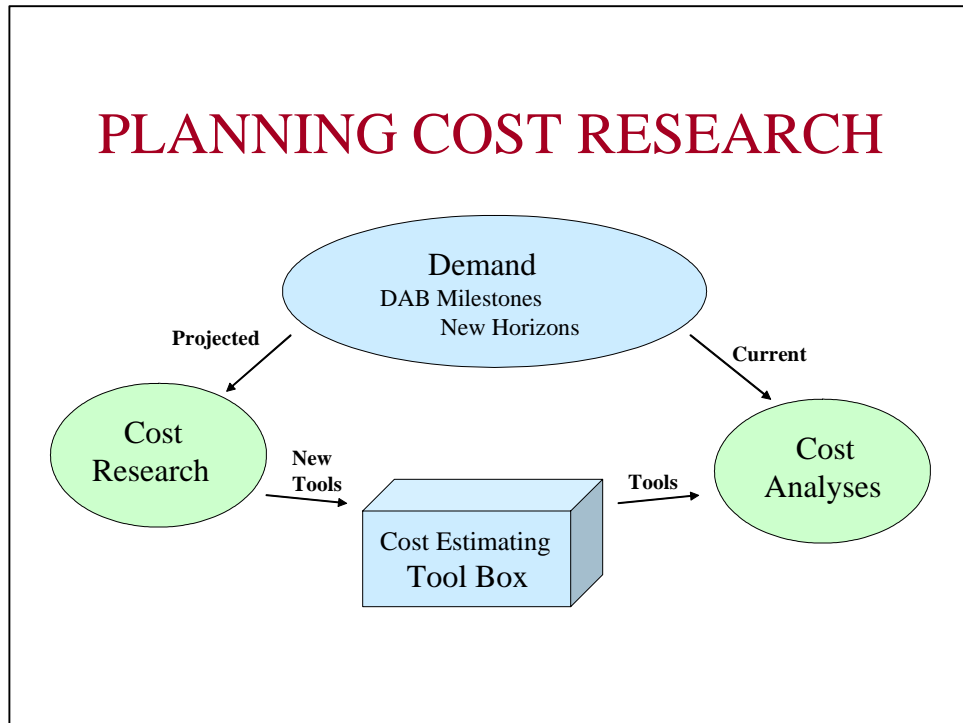 PLANNING COST RESEARCH
Demand
DAB Milestones
New Horizons
Projected
Current
Cost
Research
New
Tools
Tools
Cost
Analyses
Cost Estimating
Tool Box